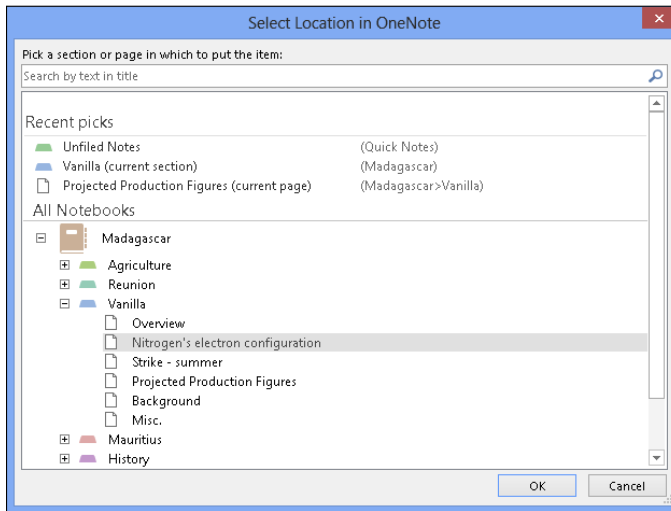 Select Location in OneNote
Pick a section or page in which to put the item:
Search by text in title
Recent picks
Unfiled Notes (Quick Notes)
Vanilla (current section) (Madagascar)
Projected Production Figures (current page) (Madagascar>Vanilla)
All Notebooks
Madagascar
Agriculture
Reunion
Vanilla
Overview
Nitrogen's electron configuration
Strike - summer
Projected Production Figures
Background
Misc.
Mauritius
History
OK Cancel